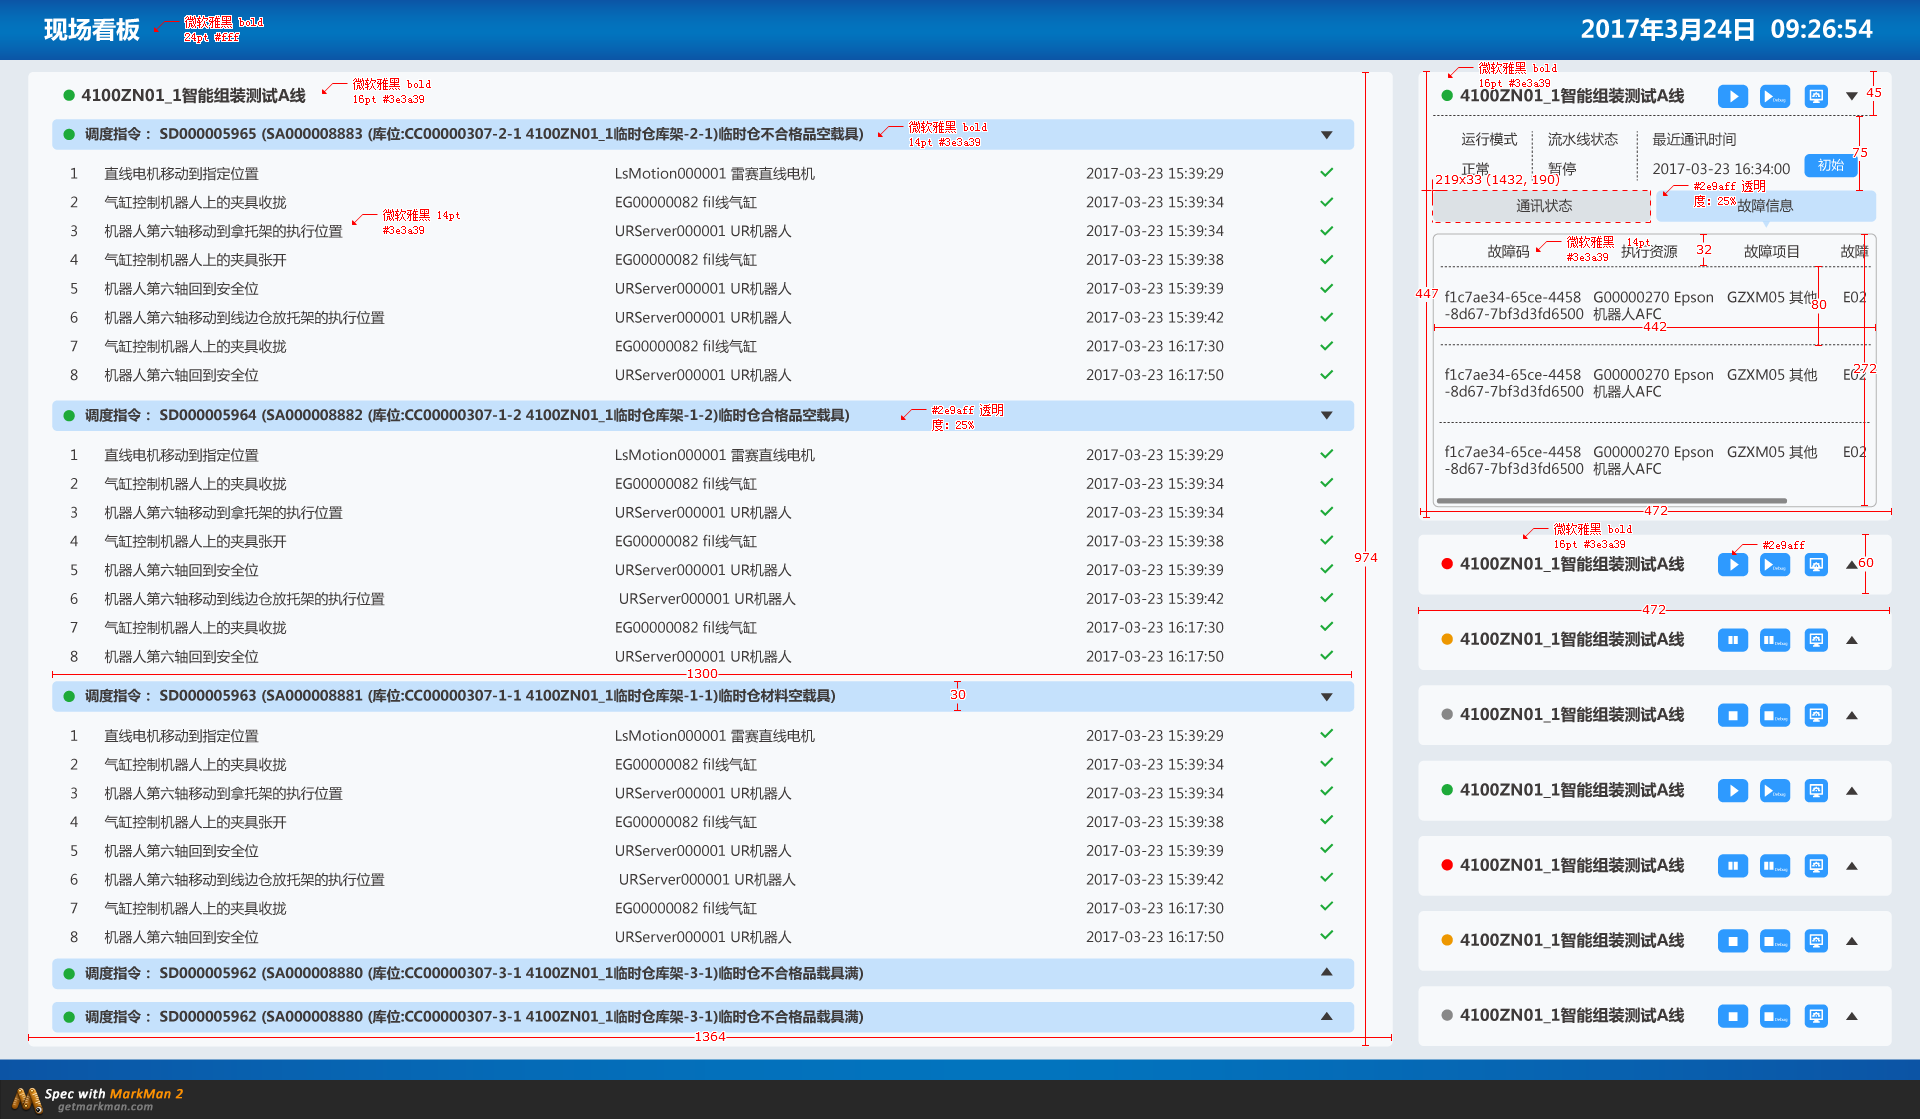 现场看板
微软雅黑 bold
24pt #fff
2017年3月24日 09:26:54
4100ZN01_1智能组装测试A线
微软雅黑 bold
16pt #3e3a39
调度指令： SD000005965 (SA000008883 (库位:CC00000307-2-1 4100ZN01_1临时仓库架-2-1)临时仓不合格品空载具)
微软雅黑 bold
14pt #3e3a39
1 直线电机移动到指定位置 LsMotion000001 雷赛直线电机 2017-03-23 15:39:29
2 气缸控制机器人上的夹具收拢 EG00000082 fil线气缸 2017-03-23 15:39:34
3 机器人第六轴移动到拿托架的执行位置 URServer000001 UR机器人 2017-03-23 15:39:34
微软雅黑 14pt
#3e3a39
4 气缸控制机器人上的夹具张开 EG00000082 fil线气缸 2017-03-23 15:39:38
5 机器人第六轴回到安全位 URServer000001 UR机器人 2017-03-23 15:39:39
6 机器人第六轴移动到线边仓放托架的执行位置 URServer000001 UR机器人 2017-03-23 15:39:42
7 气缸控制机器人上的夹具收拢 EG00000082 fil线气缸 2017-03-23 16:17:30
8 机器人第六轴回到安全位 URServer000001 UR机器人 2017-03-23 16:17:50
调度指令： SD000005964 (SA000008882 (库位:CC00000307-1-2 4100ZN01_1临时仓库架-1-2)临时仓合格品空载具)
#2e9aff 透明
度: 25%
1 直线电机移动到指定位置 LsMotion000001 雷赛直线电机 2017-03-23 15:39:29
2 气缸控制机器人上的夹具收拢 EG00000082 fil线气缸 2017-03-23 15:39:34
3 机器人第六轴移动到拿托架的执行位置 URServer000001 UR机器人 2017-03-23 15:39:34
4 气缸控制机器人上的夹具张开 EG00000082 fil线气缸 2017-03-23 15:39:38
5 机器人第六轴回到安全位 URServer000001 UR机器人 2017-03-23 15:39:39
6 机器人第六轴移动到线边仓放托架的执行位置 URServer000001 UR机器人 2017-03-23 15:39:42
7 气缸控制机器人上的夹具收拢 EG00000082 fil线气缸 2017-03-23 16:17:30
8 机器人第六轴回到安全位 URServer000001 UR机器人 2017-03-23 16:17:50
1300
调度指令： SD000005963 (SA000008881 (库位:CC00000307-1-1 4100ZN01_1临时仓库架-1-1)临时仓材料空载具)
30
1 直线电机移动到指定位置 LsMotion000001 雷赛直线电机 2017-03-23 15:39:29
2 气缸控制机器人上的夹具收拢 EG00000082 fil线气缸 2017-03-23 15:39:34
3 机器人第六轴移动到拿托架的执行位置 URServer000001 UR机器人 2017-03-23 15:39:34
4 气缸控制机器人上的夹具张开 EG00000082 fil线气缸 2017-03-23 15:39:38
5 机器人第六轴回到安全位 URServer000001 UR机器人 2017-03-23 15:39:39
6 机器人第六轴移动到线边仓放托架的执行位置 URServer000001 UR机器人 2017-03-23 15:39:42
7 气缸控制机器人上的夹具收拢 EG00000082 fil线气缸 2017-03-23 16:17:30
8 机器人第六轴回到安全位 URServer000001 UR机器人 2017-03-23 16:17:50
调度指令： SD000005962 (SA000008880 (库位:CC00000307-3-1 4100ZN01_1临时仓库架-3-1)临时仓不合格品载具满)
调度指令： SD000005962 (SA000008880 (库位:CC00000307-3-1 4100ZN01_1临时仓库架-3-1)临时仓不合格品载具满)
1364
974
微软雅黑 bold
16pt #3e3a39
4100ZN01_1智能组装测试A线 Debug
45
运行模式 流水线状态 最近通讯时间
75
正常 暂停 2017-03-23 16:34:00 初始
219x33 (1432, 190)
#2e9aff 透明
度: 25%
通讯状态 故障信息
故障码 执行资源 故障项目 故障
微软雅黑 14pt
#3e3a39
32
447
f1c7ae34-65ce-4458 G00000270 Epson GZXM05 其他 E02
-8d67-7bf3d3fd6500 机器人AFC
80
442
272
f1c7ae34-65ce-4458 G00000270 Epson GZXM05 其他 E02
-8d67-7bf3d3fd6500 机器人AFC
f1c7ae34-65ce-4458 G00000270 Epson GZXM05 其他 E02
-8d67-7bf3d3fd6500 机器人AFC
472
微软雅黑 bold
16pt #3e3a39
#2e9aff
4100ZN01_1智能组装测试A线 Debug
60
472
4100ZN01_1智能组装测试A线 Debug
4100ZN01_1智能组装测试A线 Debug
4100ZN01_1智能组装测试A线 Debug
4100ZN01_1智能组装测试A线 Debug
4100ZN01_1智能组装测试A线 Debug
4100ZN01_1智能组装测试A线 Debug
Spec with MarkMan 2
getmarkman.com